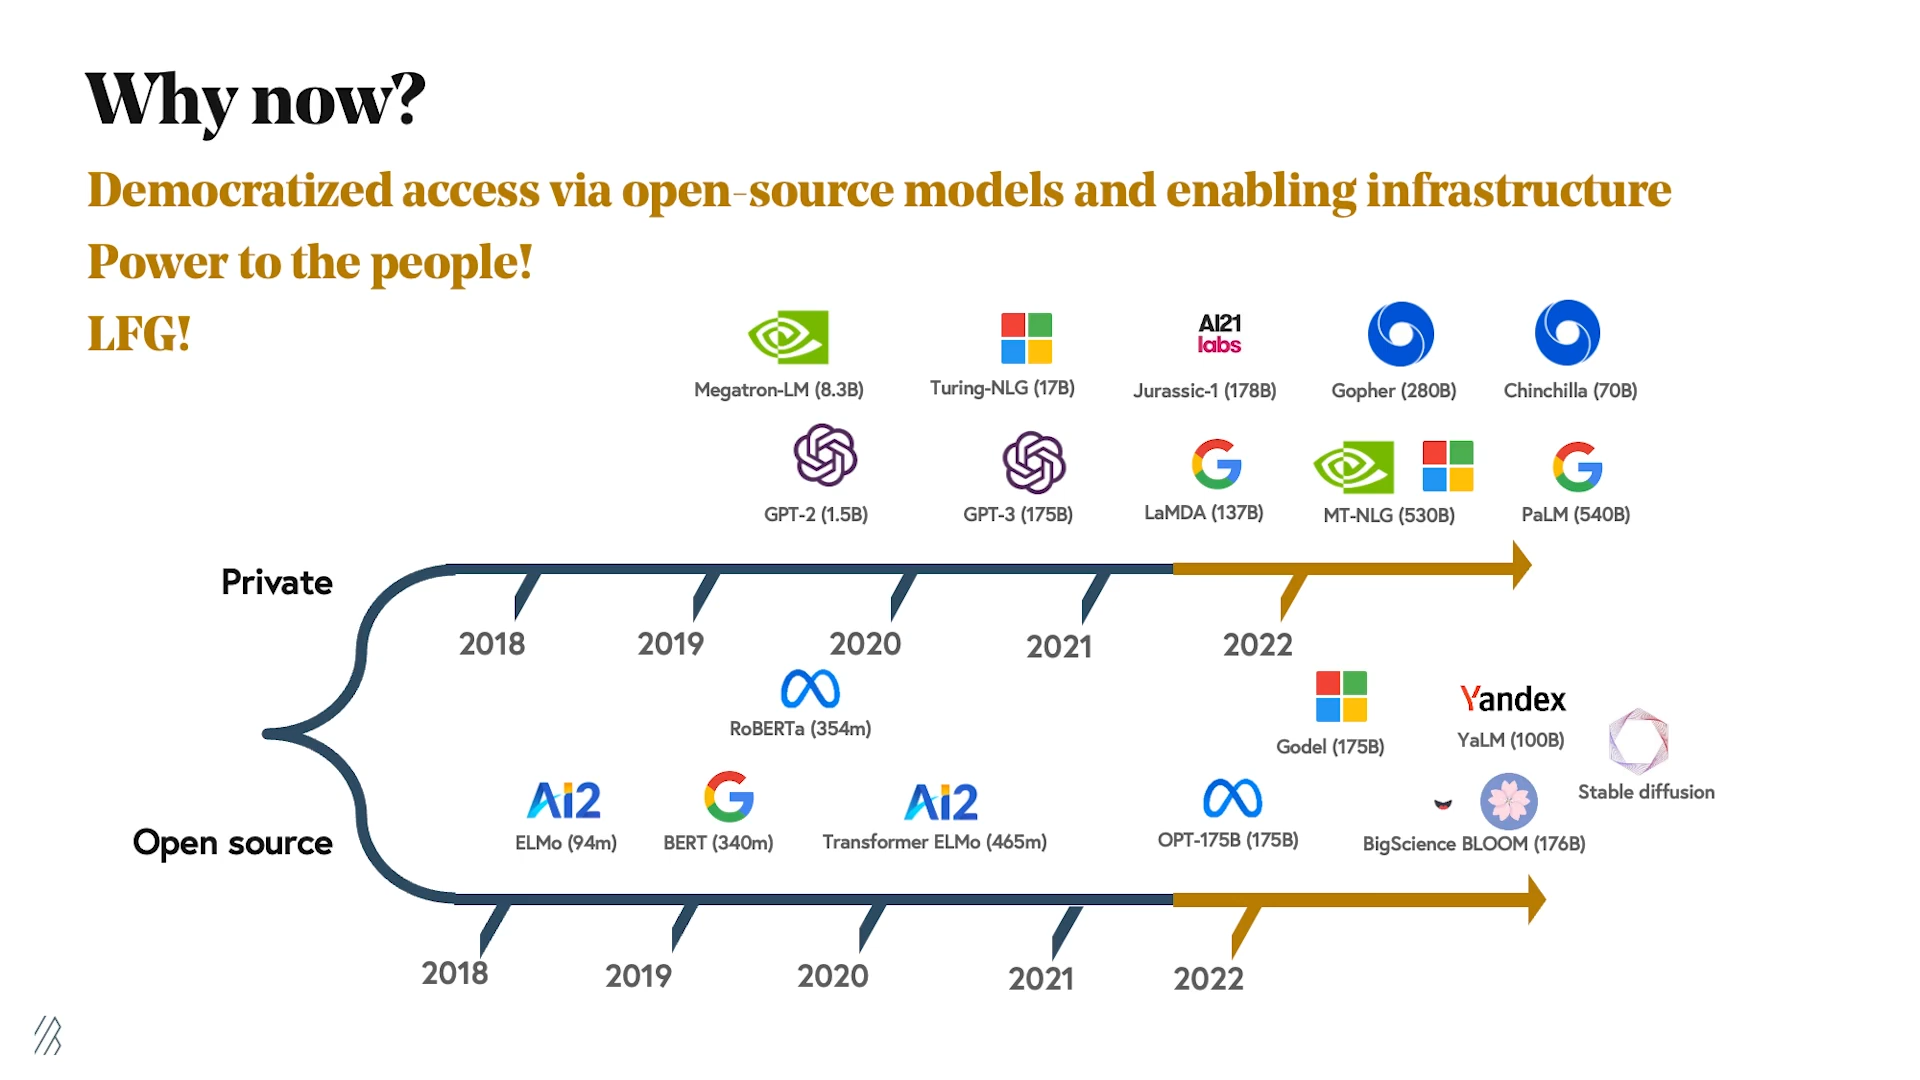 Why now?
Democratized access via open-source models and enabling infrastructure
Power to the people!
LFG!
AI21
labs
Megatron-LM (8.3B)
Turing-NLG (17B)
Jurassic-1 (178B)
Gopher (280B)
Chinchilla (70B)
GPT-2 (1.5B)
GPT-3 (175B)
LaMDA (137B)
MT-NLG (530B)
PaLM (540B)
Private
2018
2019
2020
2021
2022
RoBERTa (354m)
Godel (175B)
Yandex
YaLM (100B)
Stable diffusion
Ai2
Ai2
ELMo (94m)
BERT (340m)
Transformer ELMo (465m)
OPT-175B (175B)
BigScience BLOOM (176B)
Open source
2018
2019
2020
2021
2022